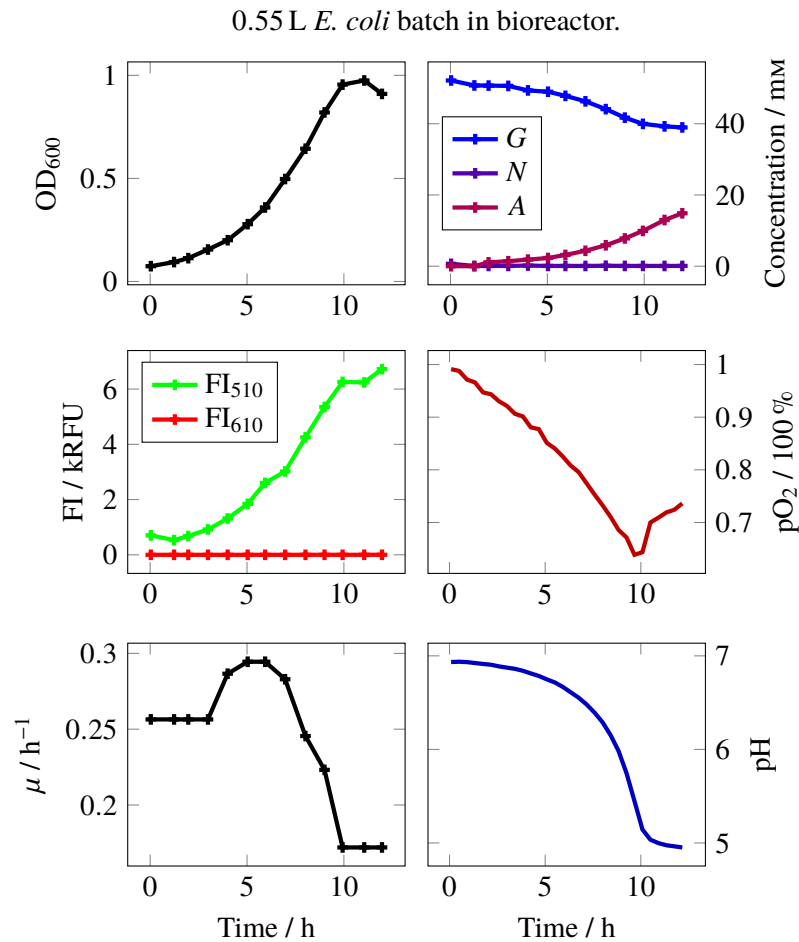 0.55 L E. coli batch in bioreactor.
1
0.5
0
OD₆₀₀
0 5 10
G
N
A
40
20
0
Concentration / mM
0 5 10
6
4
2
0
FI / kRFU
FI₅₁₀
FI₆₁₀
0 5 10
1
0.9
0.8
0.7
pO₂ / 100 %
0 5 10
0.3
0.25
0.2
μ / h⁻¹
0 5 10
Time / h
7
6
5
pH
0 5 10
Time / h